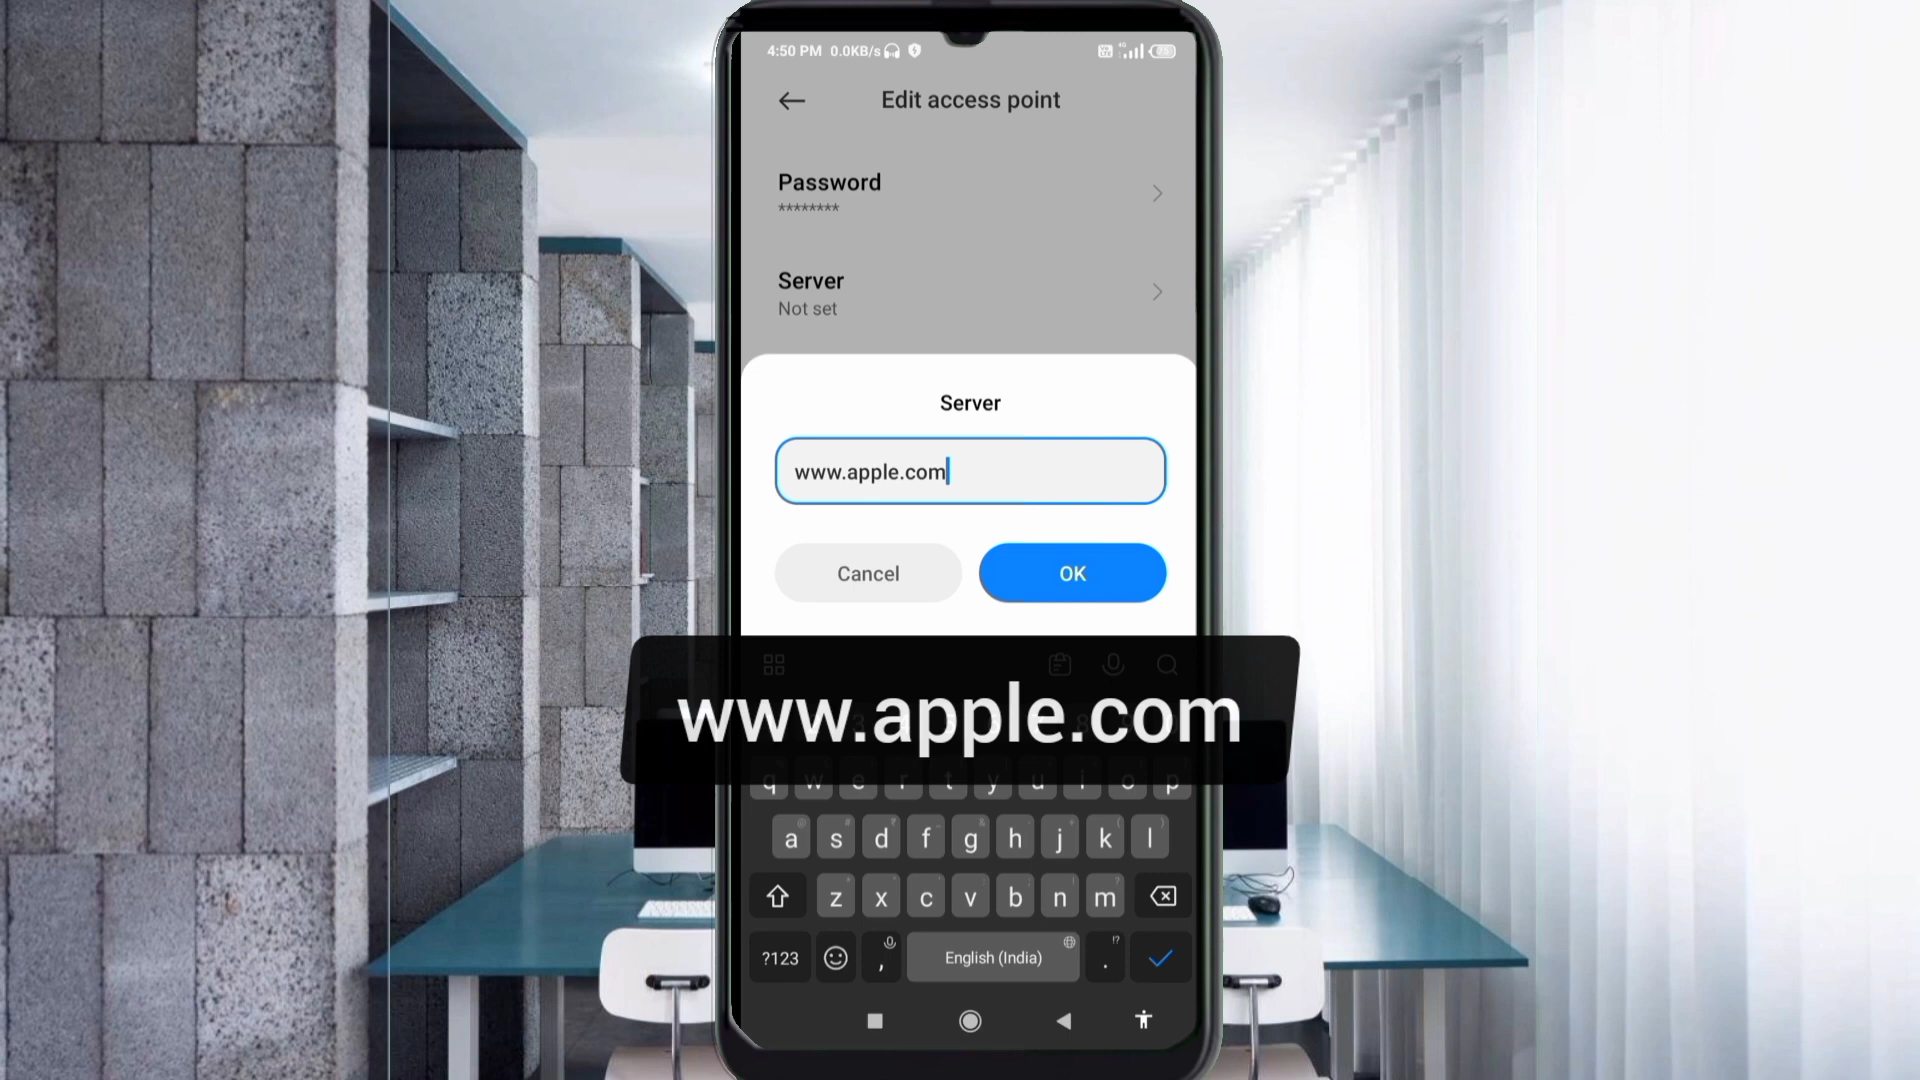 4:50 PM 0.0KB/s
Edit access point
Password
********
Server
Not set
Server
www.apple.com
Cancel
OK
www.apple.com
q w e r t y u i o p
a s d f g h j k l
z x c v b n m
?123 , English (India) .